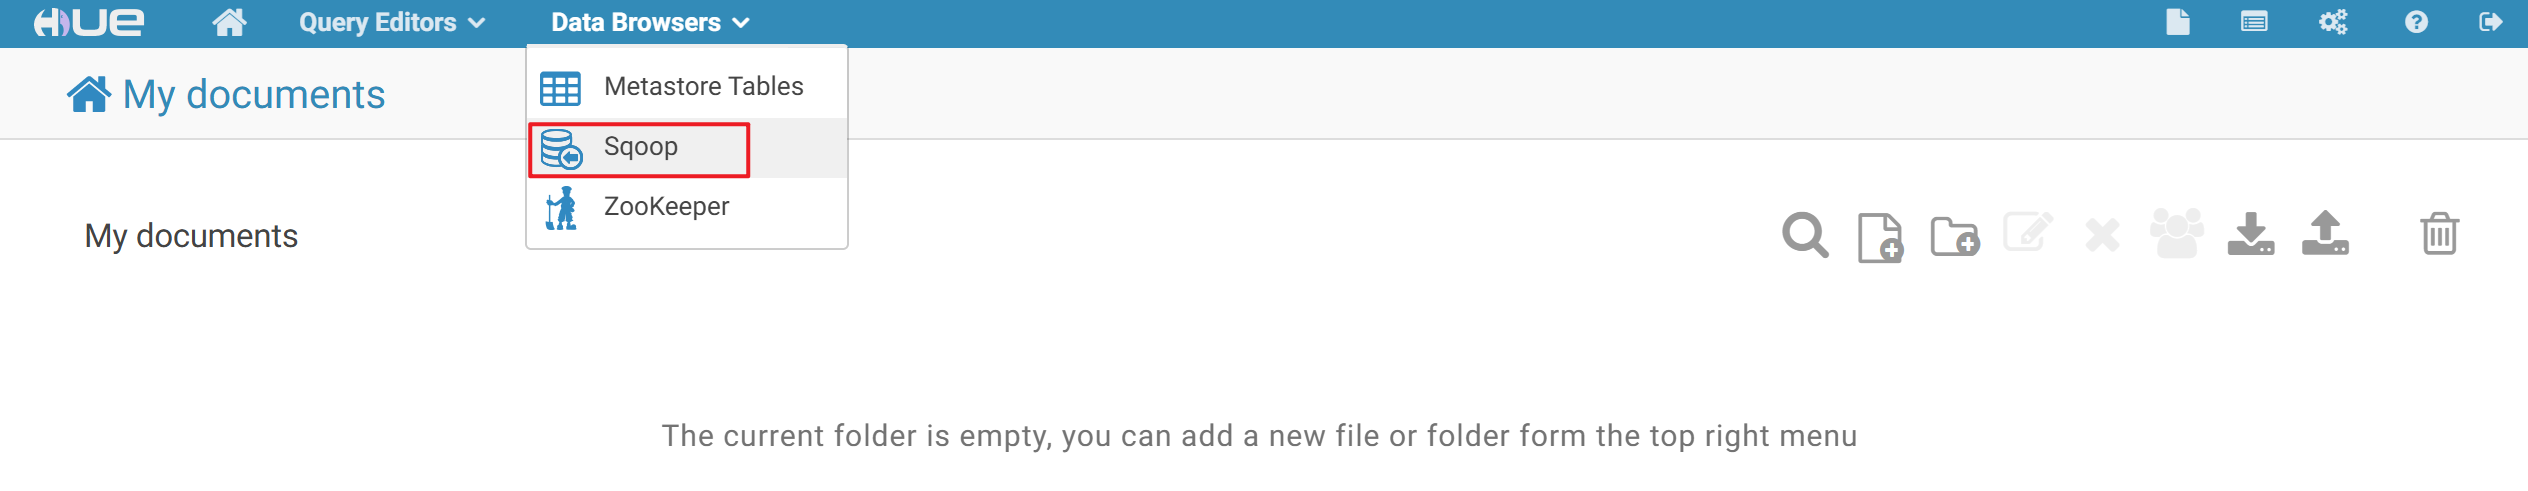 HUE Query Editors Data Browsers
My documents
Metastore Tables
Sqoop
ZooKeeper
My documents
The current folder is empty, you can add a new file or folder form the top right menu